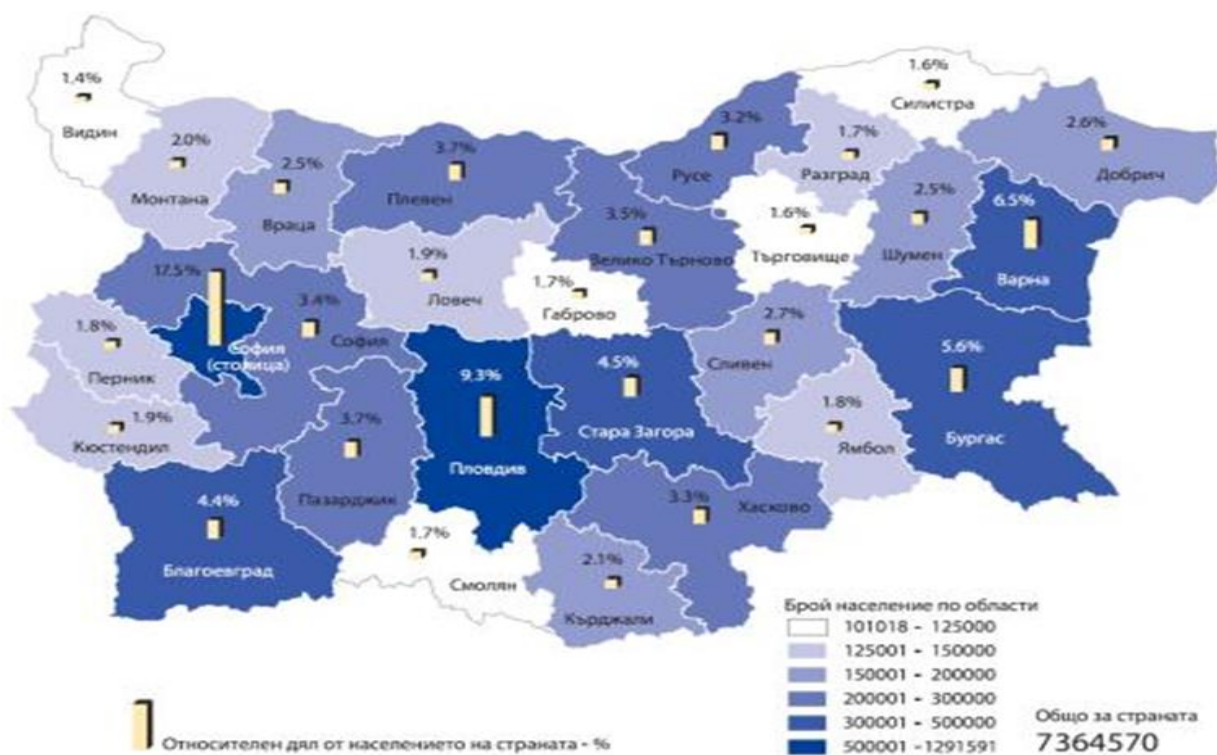 1.4%
Видин
2.0%
Монтана
2.5%
Враца
3.7%
Плевен
3.2%
Русе
1.6%
Силистра
1.7%
Разград
2.6%
Добрич
3.5%
Велико Търново
1.6%
Търговище
2.5%
Шумен
6.5%
Варна
17.5%
София
(столица)
3.4%
София
1.9%
Ловеч
1.7%
Габрово
2.7%
Сливен
5.6%
Бургас
1.8%
Перник
1.9%
Кюстендил
3.7%
Пазарджик
9.3%
Пловдив
4.5%
Стара Загора
1.8%
Ямбол
4.4%
Благоевград
1.7%
Смолян
2.1%
Кърджали
3.3%
Хасково
Брой население по области
101018 - 125000
125001 - 150000
150001 - 200000
200001 - 300000
300001 - 500000
500001 -1291591
Относителен дял от населението на страната - %
Общо за страната
7364570